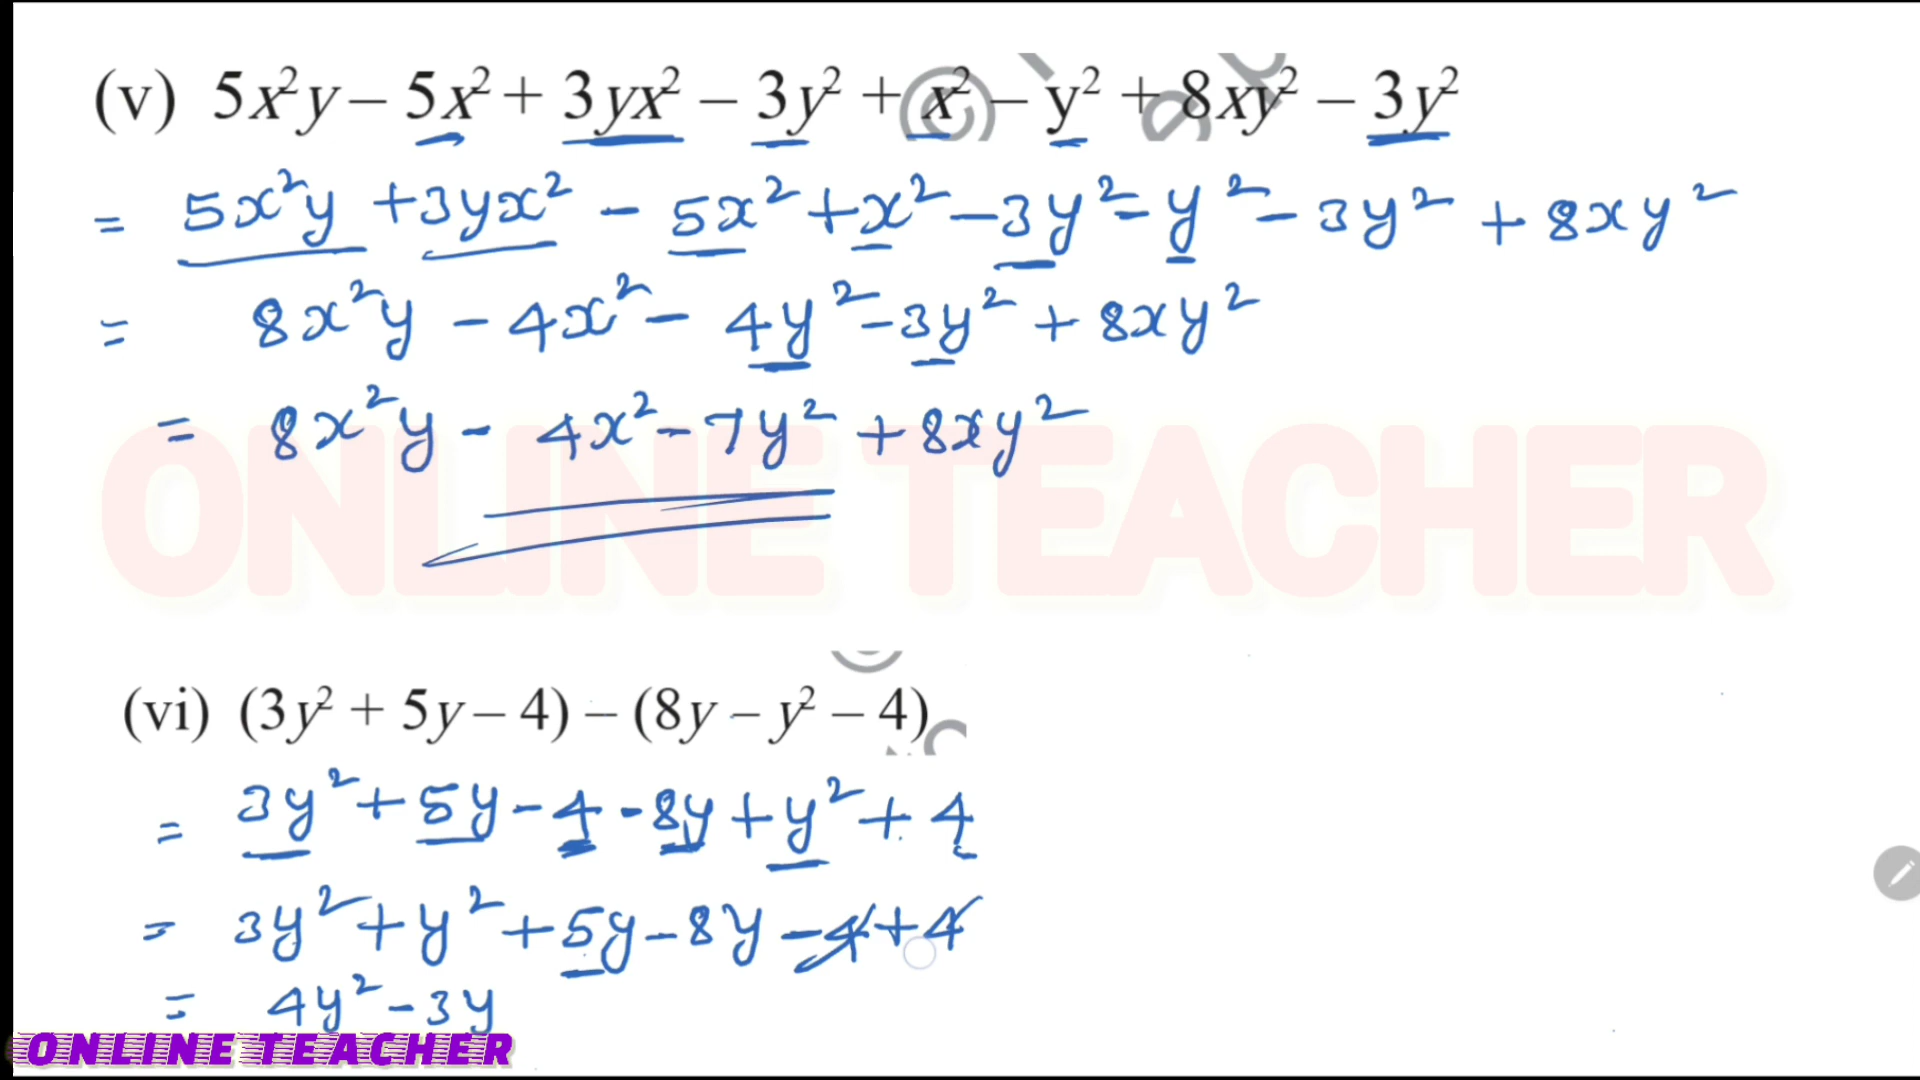 (v) 5x²y – 5x² + 3yx² – 3y² + x² – y² + 8xy² – 3y²
= 5x²y + 3yx² - 5x² + x² - 3y² - y² - 3y² + 8xy²
= 8x²y - 4x² - 4y² - 3y² + 8xy²
= 8x²y - 4x² - 7y² + 8xy²
ONLINE TEACHER
(vi) (3y² + 5y – 4) – (8y – y² – 4)
= 3y² + 5y - 4 - 8y + y² + 4
= 3y² + y² + 5y - 8y - 4 + 4
= 4y² - 3y
ONLINE TEACHER